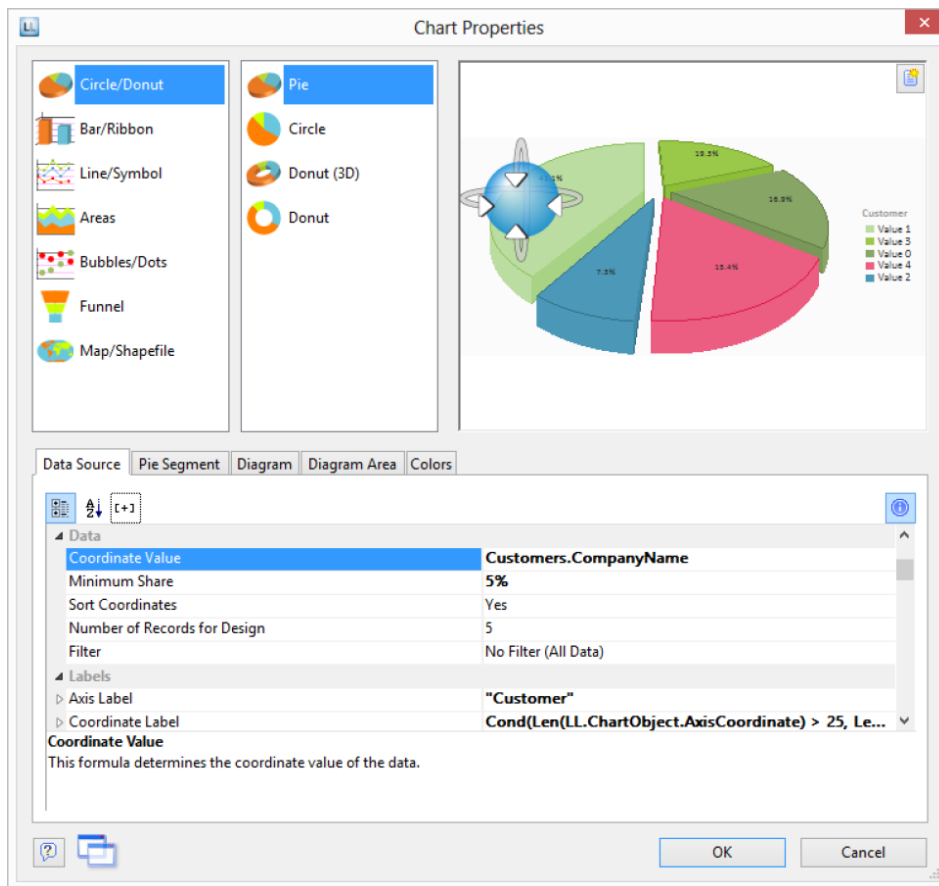 LL
Chart Properties
Circle/Donut
Bar/Ribbon
Line/Symbol
Areas
Bubbles/Dots
Funnel
Map/Shapefile
Pie
Circle
Donut (3D)
Donut
19.3%
16.9%
15.4%
7.3%
Customer
Value 1
Value 3
Value 0
Value 4
Value 2
Data Source
Pie Segment
Diagram
Diagram Area
Colors
A
Z
[+]
Data
Coordinate Value Customers.CompanyName
Minimum Share 5%
Sort Coordinates Yes
Number of Records for Design 5
Filter No Filter (All Data)
Labels
Axis Label "Customer"
Coordinate Label Cond(Len(LL.ChartObject.AxisCoordinate) > 25, Le...
Coordinate Value
This formula determines the coordinate value of the data.
?
OK
Cancel